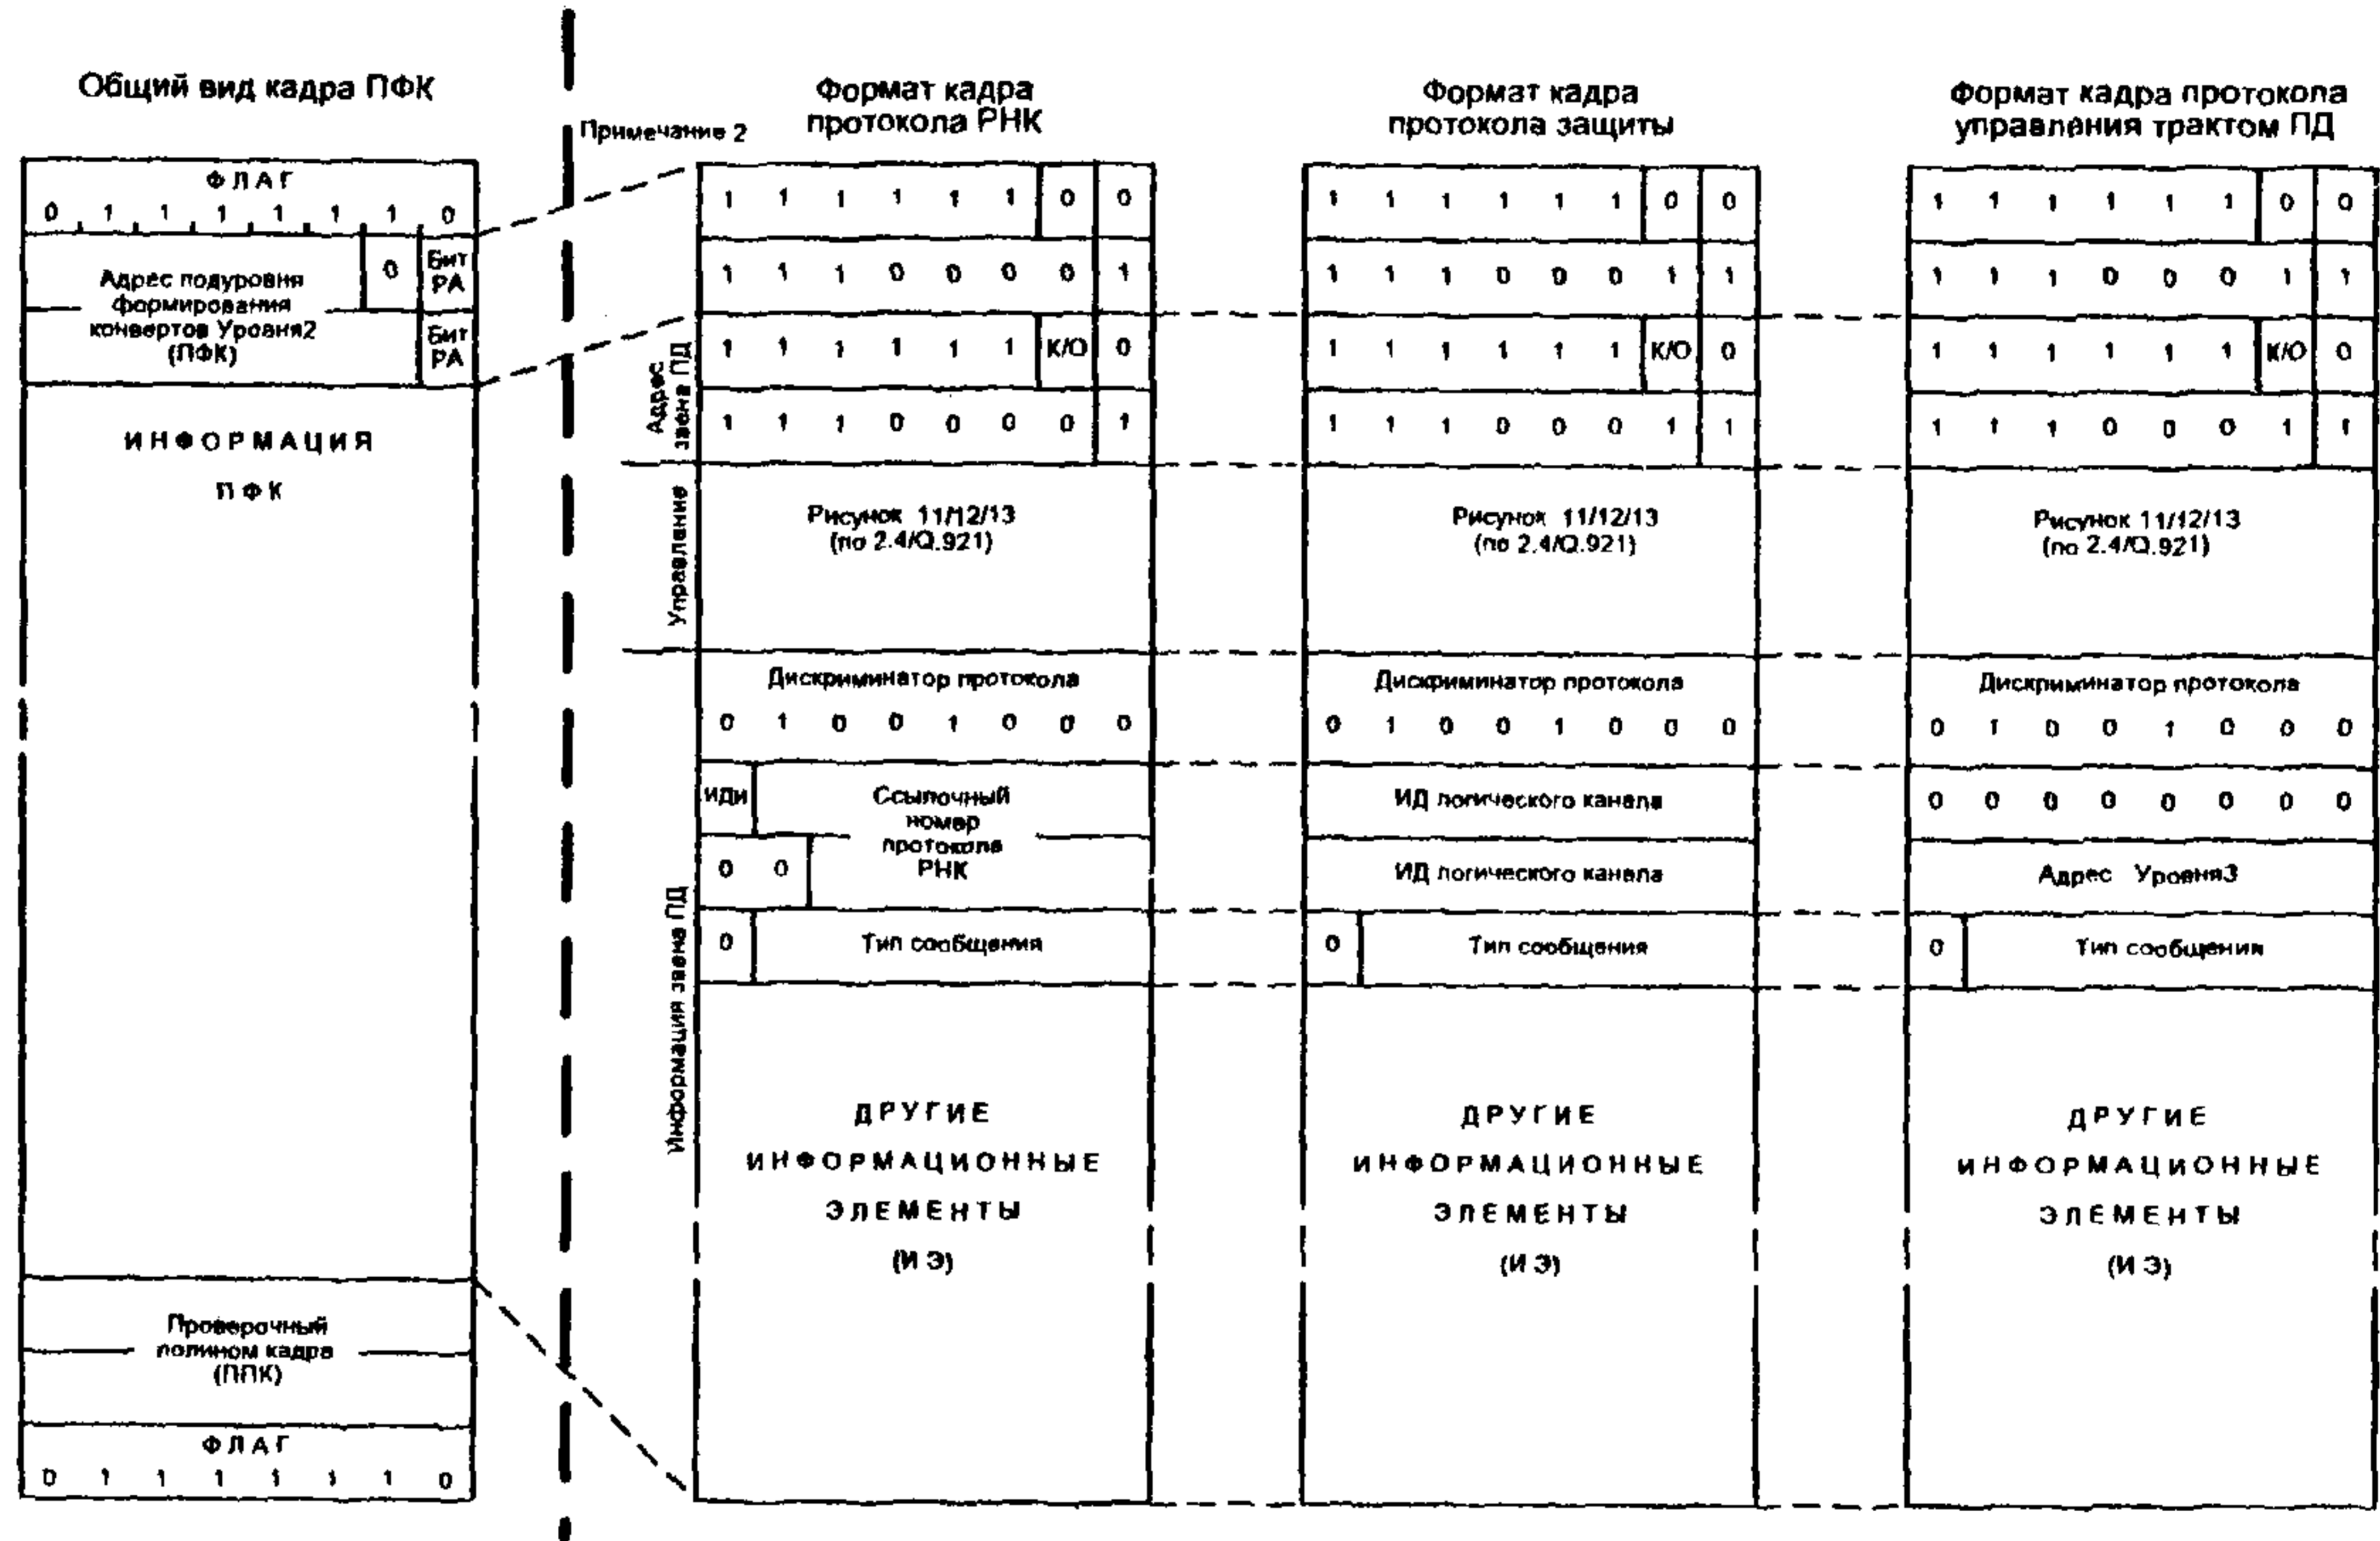 Общий вид кадра ПФК
ФЛАГ
0 1 1 1 1 1 1 0
0
Бит
РА
Адрес подуровня
формирования
конвертов Уровня2
(ПФК)
Бит
РА
ИНФОРМАЦИЯ
ПФК
Проверочный
полином кадра
(ППК)
ФЛАГ
0 1 1 1 1 1 1 0
Примечание 2
Формат кадра
протокола РНК
1 1 1 1 1 1 0 0
1 1 1 0 0 0 0 1
Адрес
звена ПД
1 1 1 1 1 1 К/О 0
1 1 1 0 0 0 0 1
Управление
Рисунок 11/12/13
(по 2.4/Q.921)
Информация звена ПД
Дискриминатор протокола
0 1 0 0 1 0 0 0
ИДИ
Ссылочный
номер
протокола
РНК
0 0
0 Тип сообщения
ДРУГИЕ
ИНФОРМАЦИОННЫЕ
ЭЛЕМЕНТЫ
(ИЭ)
Формат кадра
протокола защиты
1 1 1 1 1 1 0 0
1 1 1 0 0 0 1 1
1 1 1 1 1 1 К/О 0
1 1 1 0 0 0 1 1
Рисунок 11/12/13
(по 2.4/Q.921)
Дискриминатор протокола
0 1 0 0 1 0 0 0
ИД логического канала
ИД логического канала
0 Тип сообщения
ДРУГИЕ
ИНФОРМАЦИОННЫЕ
ЭЛЕМЕНТЫ
(ИЭ)
Формат кадра протокола
управления трактом ПД
1 1 1 1 1 1 0 0
1 1 1 0 0 0 1 1
1 1 1 1 1 1 К/О 0
1 1 1 0 0 0 1 1
Рисунок 11/12/13
(по 2.4/Q.921)
Дискриминатор протокола
0 1 0 0 1 0 0 0
0 0 0 0 0 0 0 0
Адрес Уровня3
0 Тип сообщения
ДРУГИЕ
ИНФОРМАЦИОННЫЕ
ЭЛЕМЕНТЫ
(ИЭ)